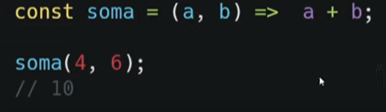 const soma = (a, b) => a + b;
soma(4, 6);
// 10